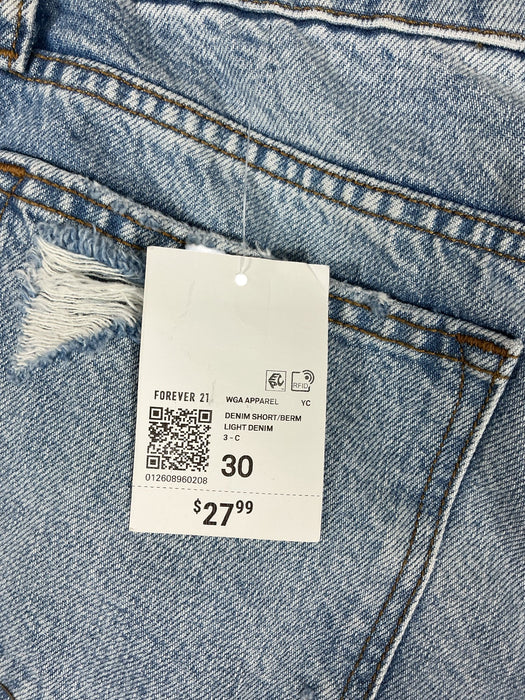 RFID
FOREVER 21 WGA APPAREL YC
DENIM SHORT/BERM
LIGHT DENIM
3 - C
30
012608960208
$27.99